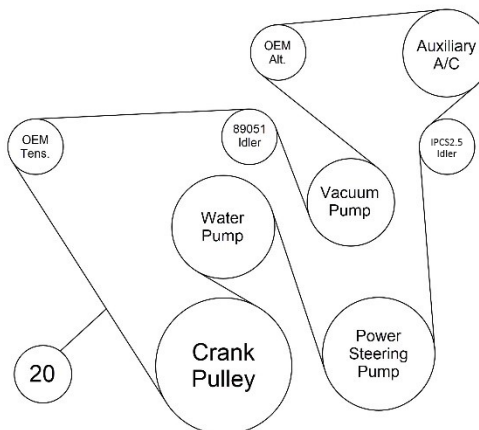 OEM
Alt.
Auxiliary
A/C
OEM
Tens.
89051
Idler
IPCS2.5
Idler
Vacuum
Pump
Water
Pump
Crank
Pulley
Power
Steering
Pump
20